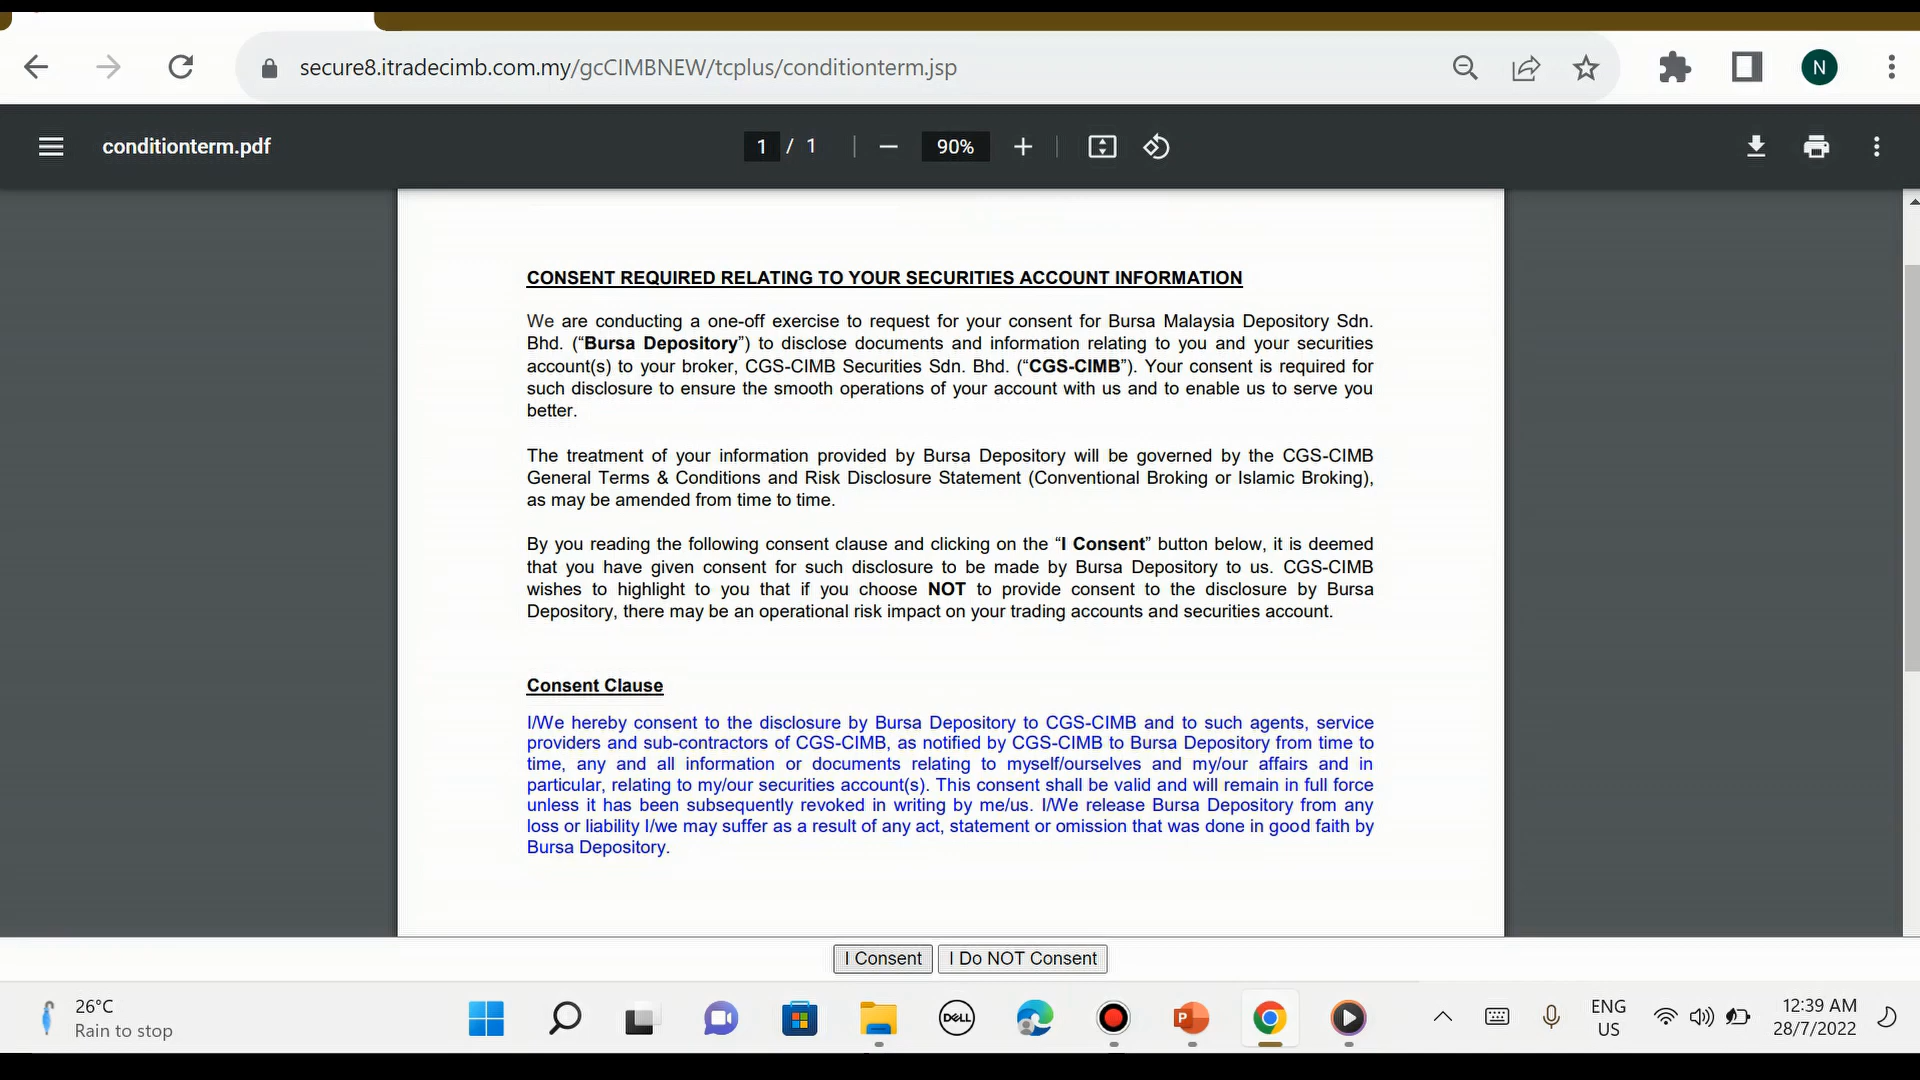 secure8.itradecimb.com.my/gcCIMBNEW/tcplus/conditionterm.jsp
N
conditionterm.pdf
1 / 1
90%
CONSENT REQUIRED RELATING TO YOUR SECURITIES ACCOUNT INFORMATION
We are conducting a one-off exercise to request for your consent for Bursa Malaysia Depository Sdn.
Bhd. (“Bursa Depository”) to disclose documents and information relating to you and your securities
account(s) to your broker, CGS-CIMB Securities Sdn. Bhd. (“CGS-CIMB”). Your consent is required for
such disclosure to ensure the smooth operations of your account with us and to enable us to serve you
better.
The treatment of your information provided by Bursa Depository will be governed by the CGS-CIMB
General Terms & Conditions and Risk Disclosure Statement (Conventional Broking or Islamic Broking),
as may be amended from time to time.
By you reading the following consent clause and clicking on the “I Consent” button below, it is deemed
that you have given consent for such disclosure to be made by Bursa Depository to us. CGS-CIMB
wishes to highlight to you that if you choose NOT to provide consent to the disclosure by Bursa
Depository, there may be an operational risk impact on your trading accounts and securities account.
Consent Clause
I/We hereby consent to the disclosure by Bursa Depository to CGS-CIMB and to such agents, service
providers and sub-contractors of CGS-CIMB, as notified by CGS-CIMB to Bursa Depository from time to
time, any and all information or documents relating to myself/ourselves and my/our affairs and in
particular, relating to my/our securities account(s). This consent shall be valid and will remain in full force
unless it has been subsequently revoked in writing by me/us. I/We release Bursa Depository from any
loss or liability I/we may suffer as a result of any act, statement or omission that was done in good faith by
Bursa Depository.
I Consent
I Do NOT Consent
26°C
Rain to stop
DELL
P
ENG
US
12:39 AM
28/7/2022